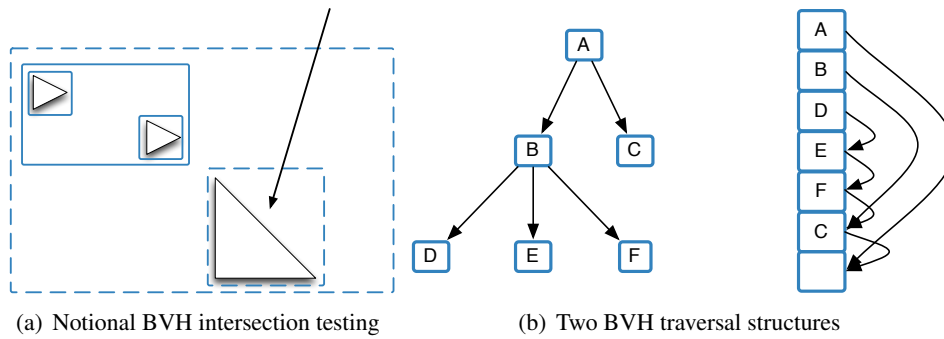 A
B
C
D
E
F
A
B
D
E
F
C
(a) Notional BVH intersection testing
(b) Two BVH traversal structures